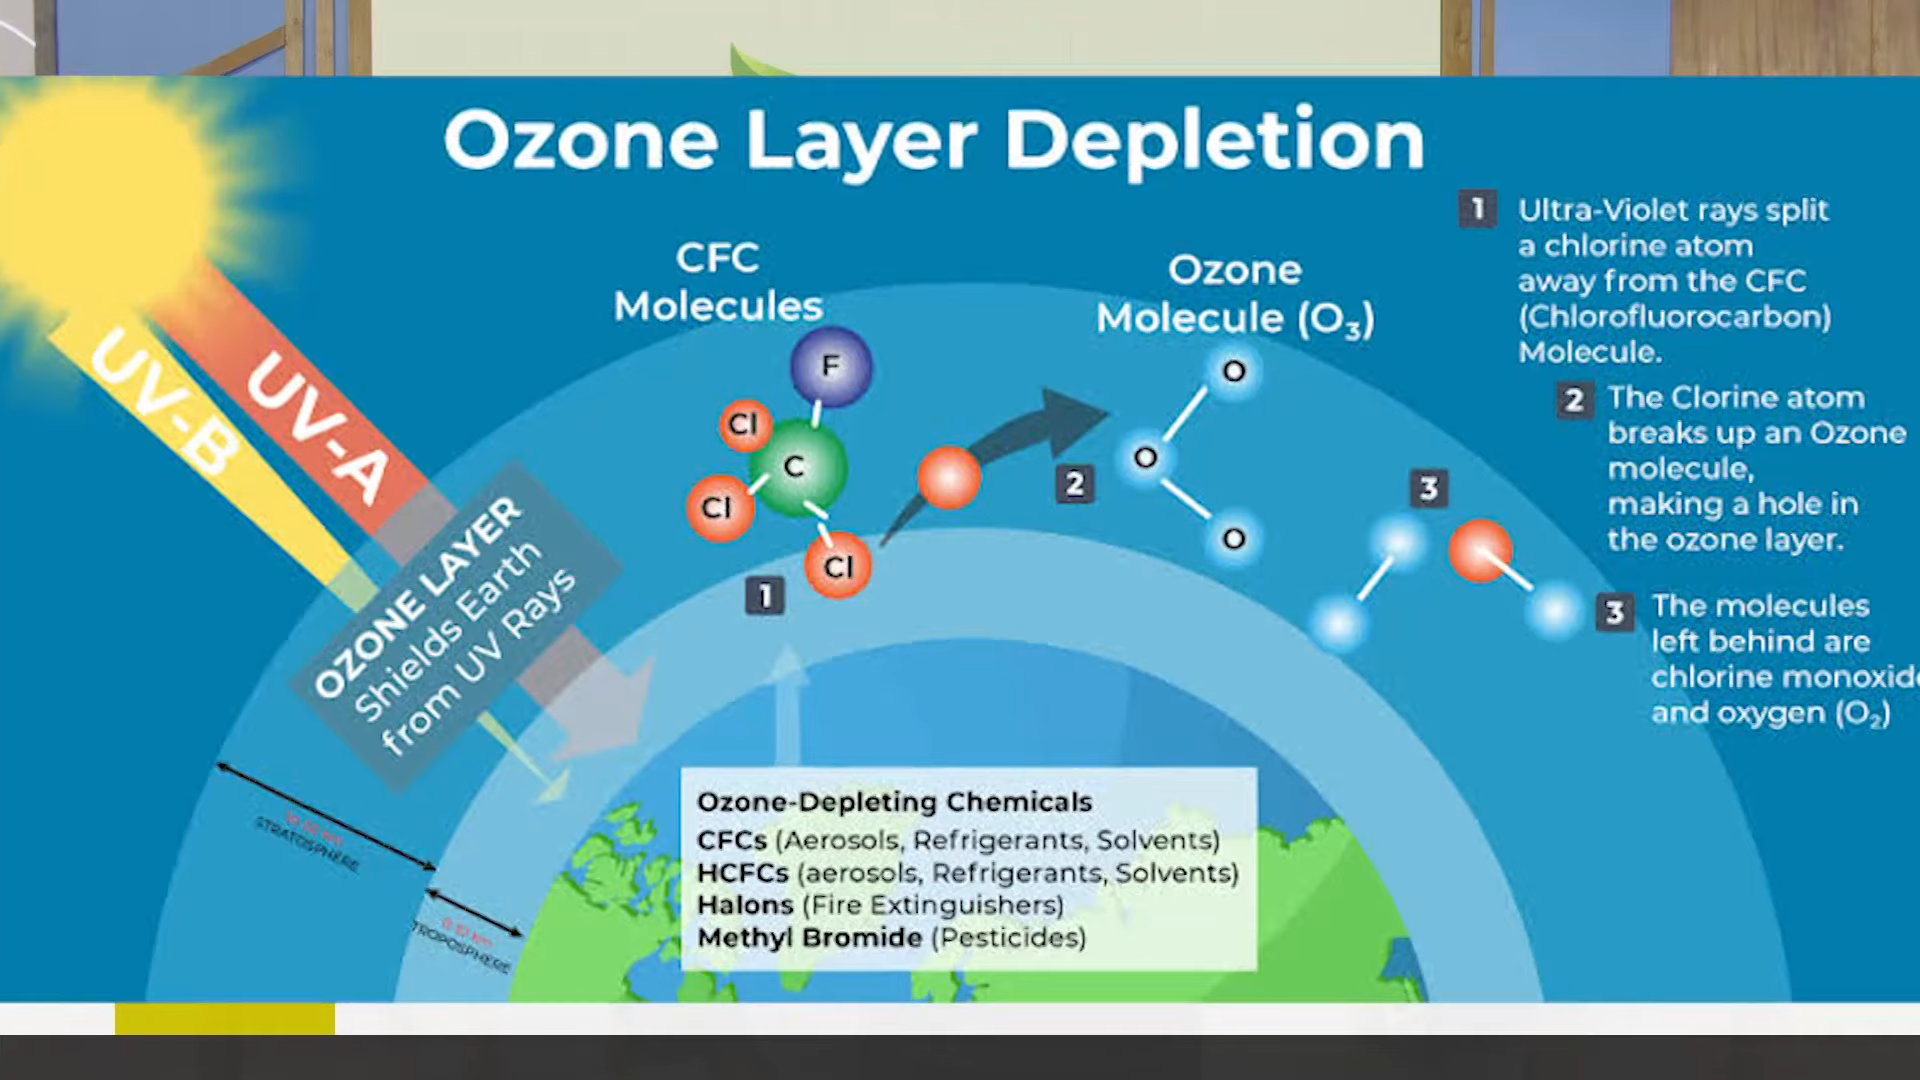 Ozone Layer Depletion
UV-B
UV-A
OZONE LAYER
Shields Earth
from UV Rays
CFC
Molecules
F
Cl
C
Cl
Cl
1
2
Ozone
Molecule (O₃)
O
O
O
3
1 Ultra-Violet rays split
a chlorine atom
away from the CFC
(Chlorofluorocarbon)
Molecule.
2 The Clorine atom
breaks up an Ozone
molecule,
making a hole in
the ozone layer.
3 The molecules
left behind are
chlorine monoxide
and oxygen (O₂)
STRATOSPHERE
TROPOSPHERE
Ozone-Depleting Chemicals
CFCs (Aerosols, Refrigerants, Solvents)
HCFCs (aerosols, Refrigerants, Solvents)
Halons (Fire Extinguishers)
Methyl Bromide (Pesticides)